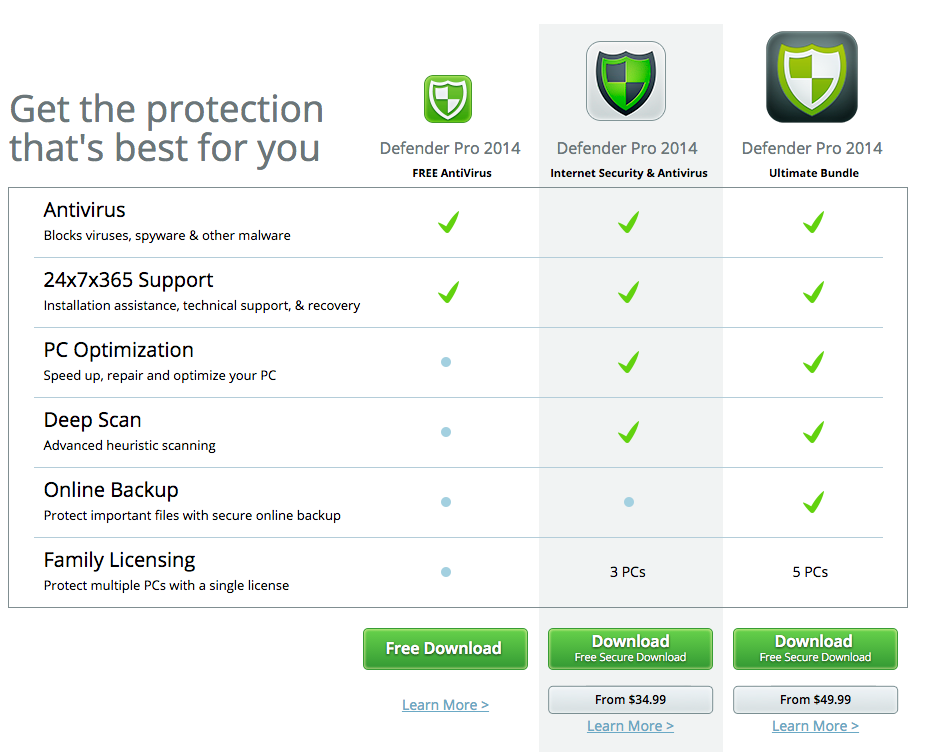 Get the protection
that's best for you
Defender Pro 2014
FREE AntiVirus
Defender Pro 2014
Internet Security & Antivirus
Defender Pro 2014
Ultimate Bundle
Antivirus
Blocks viruses, spyware & other malware
24x7x365 Support
Installation assistance, technical support, & recovery
PC Optimization
Speed up, repair and optimize your PC
Deep Scan
Advanced heuristic scanning
Online Backup
Protect important files with secure online backup
Family Licensing
Protect multiple PCs with a single license
3 PCs
5 PCs
Free Download
Download
Free Secure Download
Download
Free Secure Download
Learn More >
From $34.99
Learn More >
From $49.99
Learn More >